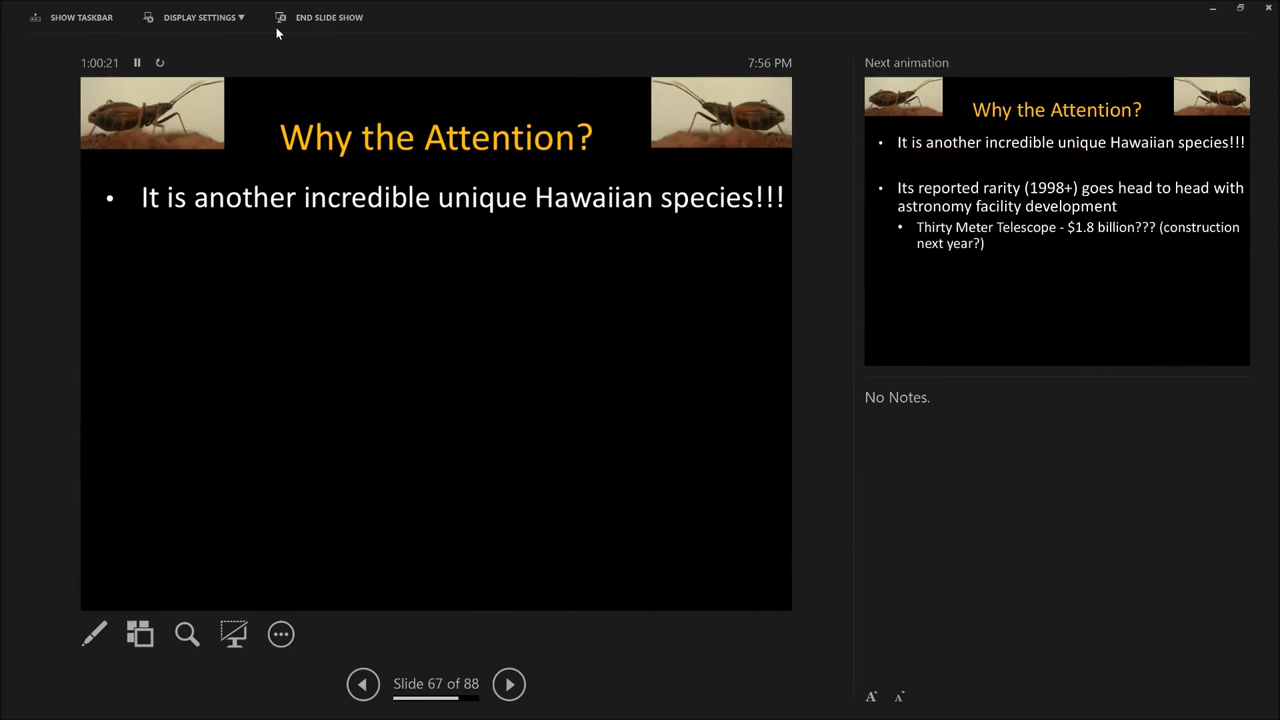 SHOW TASKBAR
DISPLAY SETTINGS ▼
END SLIDE SHOW
1:00:21
7:56 PM
Why the Attention?
• It is another incredible unique Hawaiian species!!!
Slide 67 of 88
Next animation
Why the Attention?
• It is another incredible unique Hawaiian species!!!
• Its reported rarity (1998+) goes head to head with
astronomy facility development
• Thirty Meter Telescope - $1.8 billion??? (construction
next year?)
No Notes.
A A